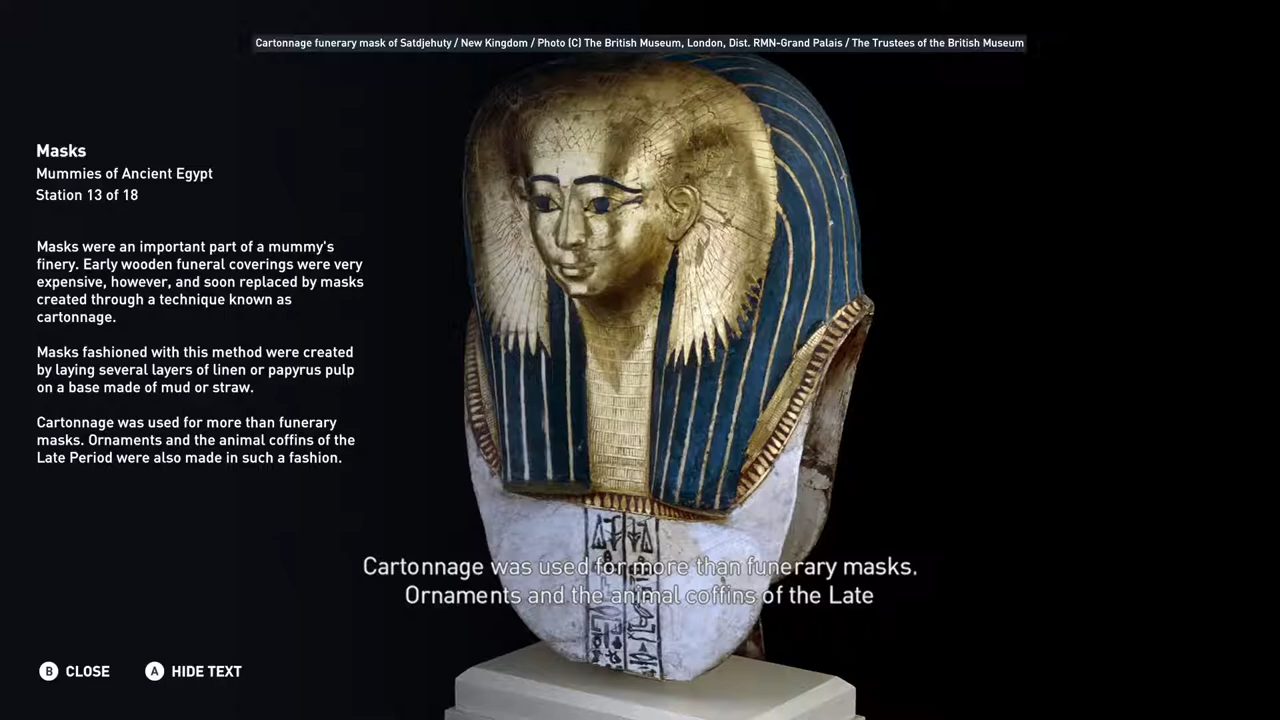 Cartonnage funerary mask of Satdjehuty / New Kingdom / Photo (C) The British Museum, London, Dist. RMN-Grand Palais / The Trustees of the British Museum
Masks
Mummies of Ancient Egypt
Station 13 of 18
Masks were an important part of a mummy's
finery. Early wooden funeral coverings were very
expensive, however, and soon replaced by masks
created through a technique known as
cartonnage.
Masks fashioned with this method were created
by laying several layers of linen or papyrus pulp
on a base made of mud or straw.
Cartonnage was used for more than funerary
masks. Ornaments and the animal coffins of the
Late Period were also made in such a fashion.
Cartonnage was used for more than funerary masks.
Ornaments and the animal coffins of the Late
B CLOSE A HIDE TEXT